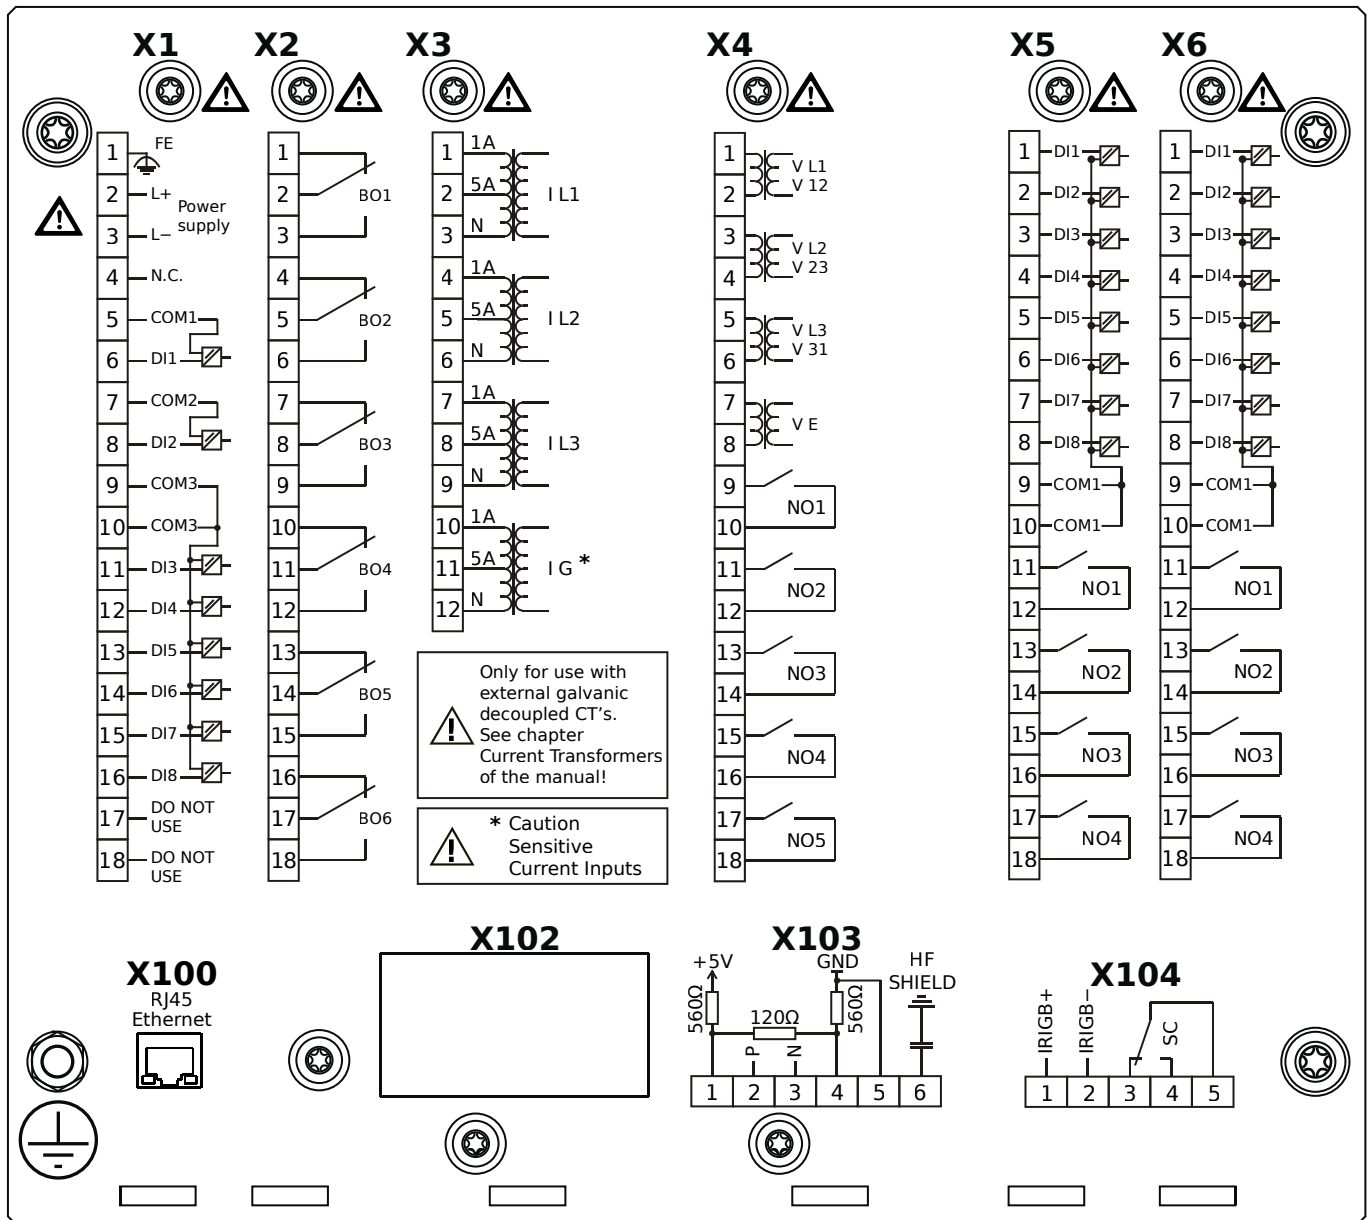 X1
X2
X3
X4
X5
X6
1 FE
2 L+
Power
supply
3 L−
4 N.C.
5 COM1
6 DI1
7 COM2
8 DI2
9 COM3
10 COM3
11 DI3
12 DI4
13 DI5
14 DI6
15 DI7
16 DI8
17 DO NOT
USE
18 DO NOT
USE
1
2 BO1
3
4
5 BO2
6
7
8 BO3
9
10
11 BO4
12
13
14 BO5
15
16
17 BO6
18
1 1A
2 5A I L1
3 N
4 1A
5 5A I L2
6 N
7 1A
8 5A I L3
9 N
10 1A
11 5A I G *
12 N
Only for use with
external galvanic
decoupled CT's.
See chapter
Current Transformers
of the manual!
* Caution
Sensitive
Current Inputs
1 V L1
2 V 12
3 V L2
4 V 23
5 V L3
6 V 31
7
V E
8
9
NO1
10
11
NO2
12
13
NO3
14
15
NO4
16
17
NO5
18
1 DI1
2 DI2
3 DI3
4 DI4
5 DI5
6 DI6
7 DI7
8 DI8
9 COM1
10 COM1
11
NO1
12
13
NO2
14
15
NO3
16
17
NO4
18
1 DI1
2 DI2
3 DI3
4 DI4
5 DI5
6 DI6
7 DI7
8 DI8
9 COM1
10 COM1
11
NO1
12
13
NO2
14
15
NO3
16
17
NO4
18
X100
RJ45
Ethernet
X102
X103
+5V
GND
HF
SHIELD
560Ω
120Ω
560Ω
P
N
1 2 3 4 5 6
X104
IRIGB+
IRIGB−
SC
1 2 3 4 5